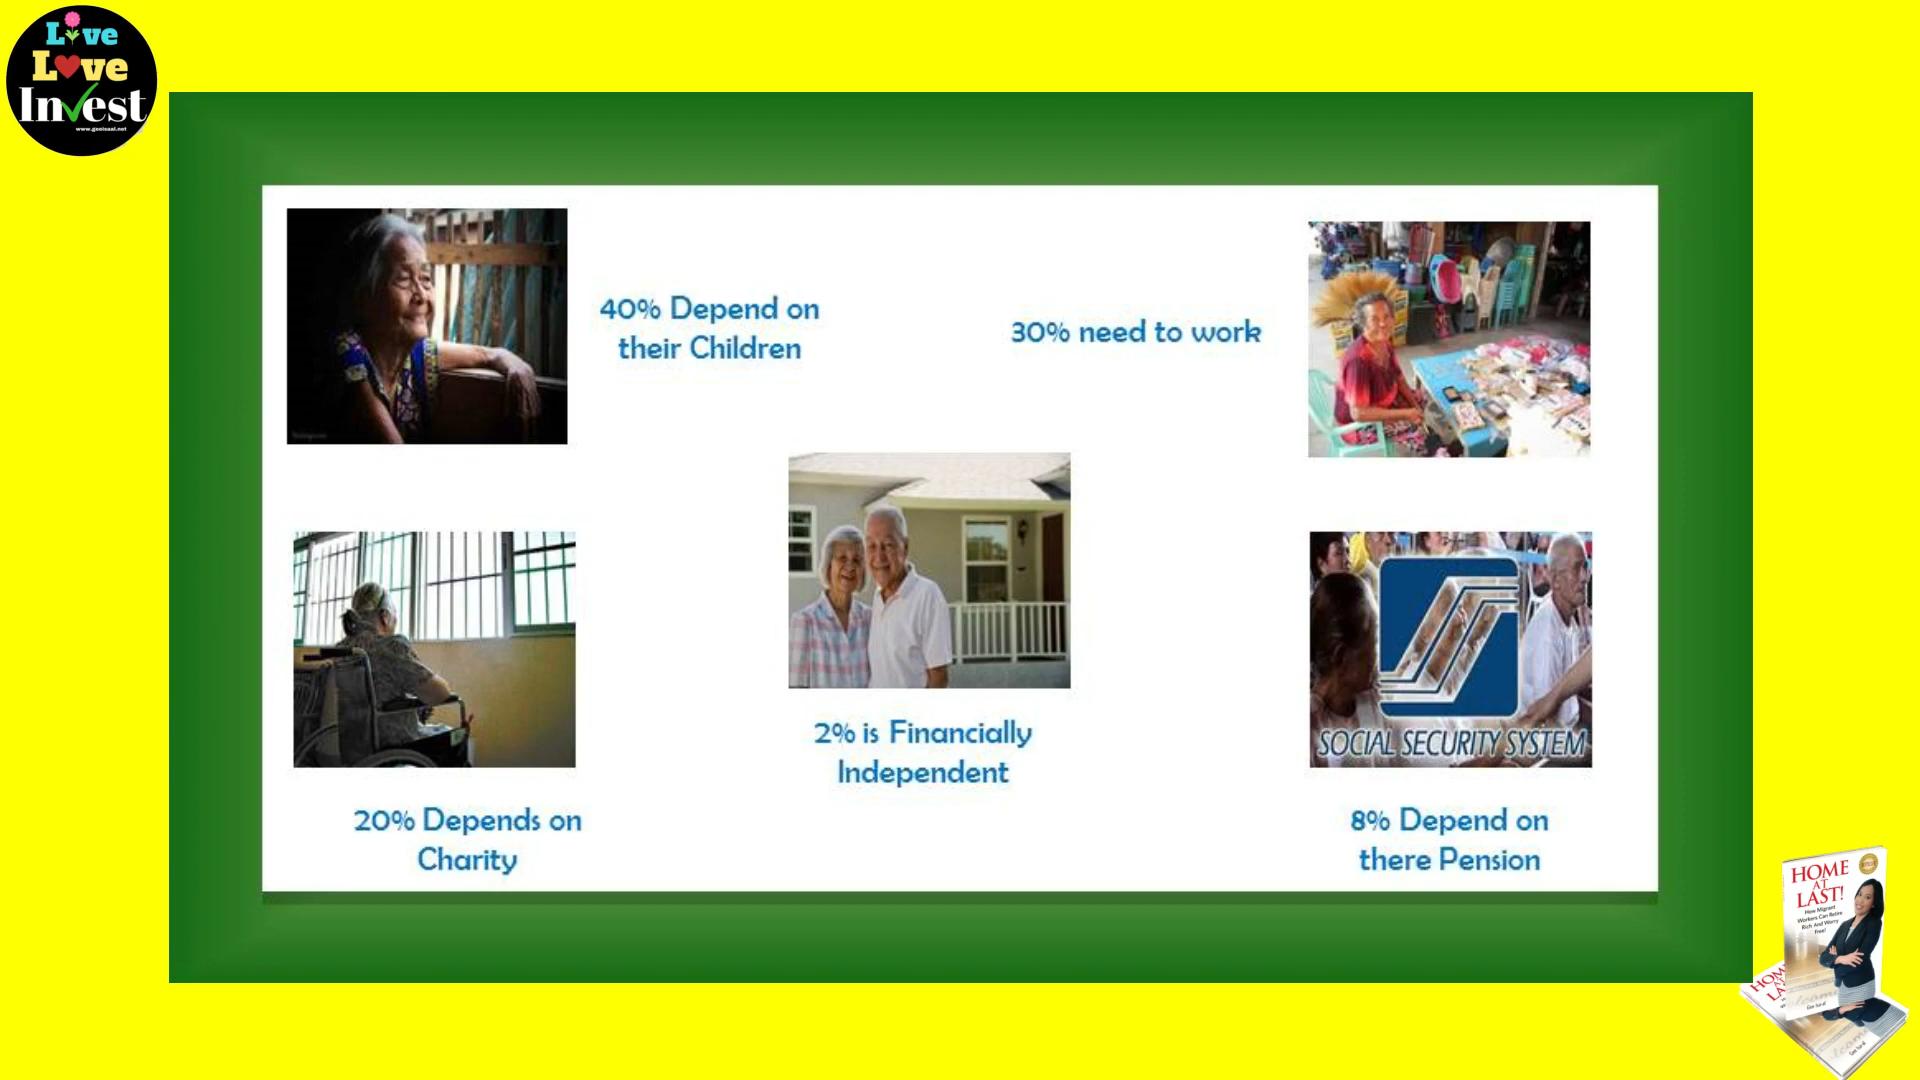 Live
Love
Invest
www.geeisaal.net
40% Depend on
their Children
30% need to work
2% is Financially
Independent
SOCIAL SECURITY SYSTEM
20% Depends on
Charity
8% Depend on
there Pension
HOME
AT
LAST!
How Migrant
Workers Can Retire
Rich And Worry
Free!